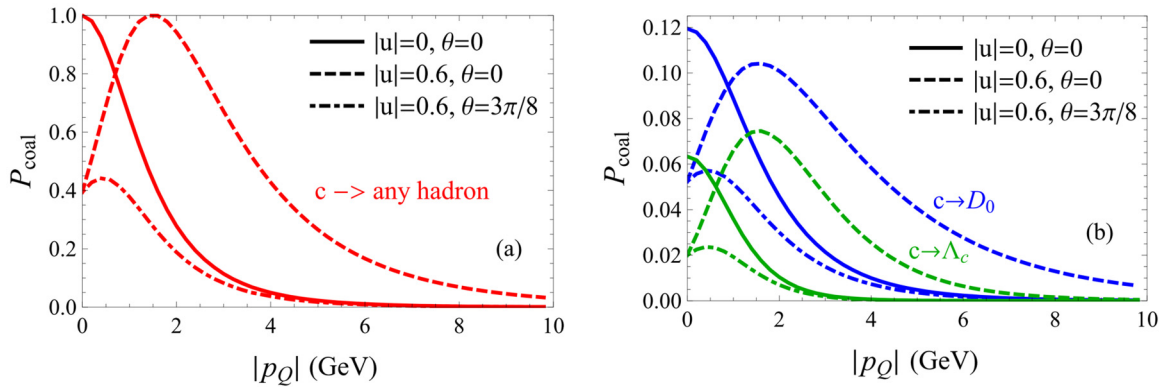 1.0
0.8
0.6
0.4
0.2
0.0
P_coal
|u|=0, θ=0
|u|=0.6, θ=0
|u|=0.6, θ=3π/8
c -> any hadron
(a)
0 2 4 6 8 10
|p_Q| (GeV)
0.12
0.10
0.08
0.06
0.04
0.02
0.00
P_coal
|u|=0, θ=0
|u|=0.6, θ=0
|u|=0.6, θ=3π/8
c→D_0
c→Λ_c
(b)
0 2 4 6 8 10
|p_Q| (GeV)